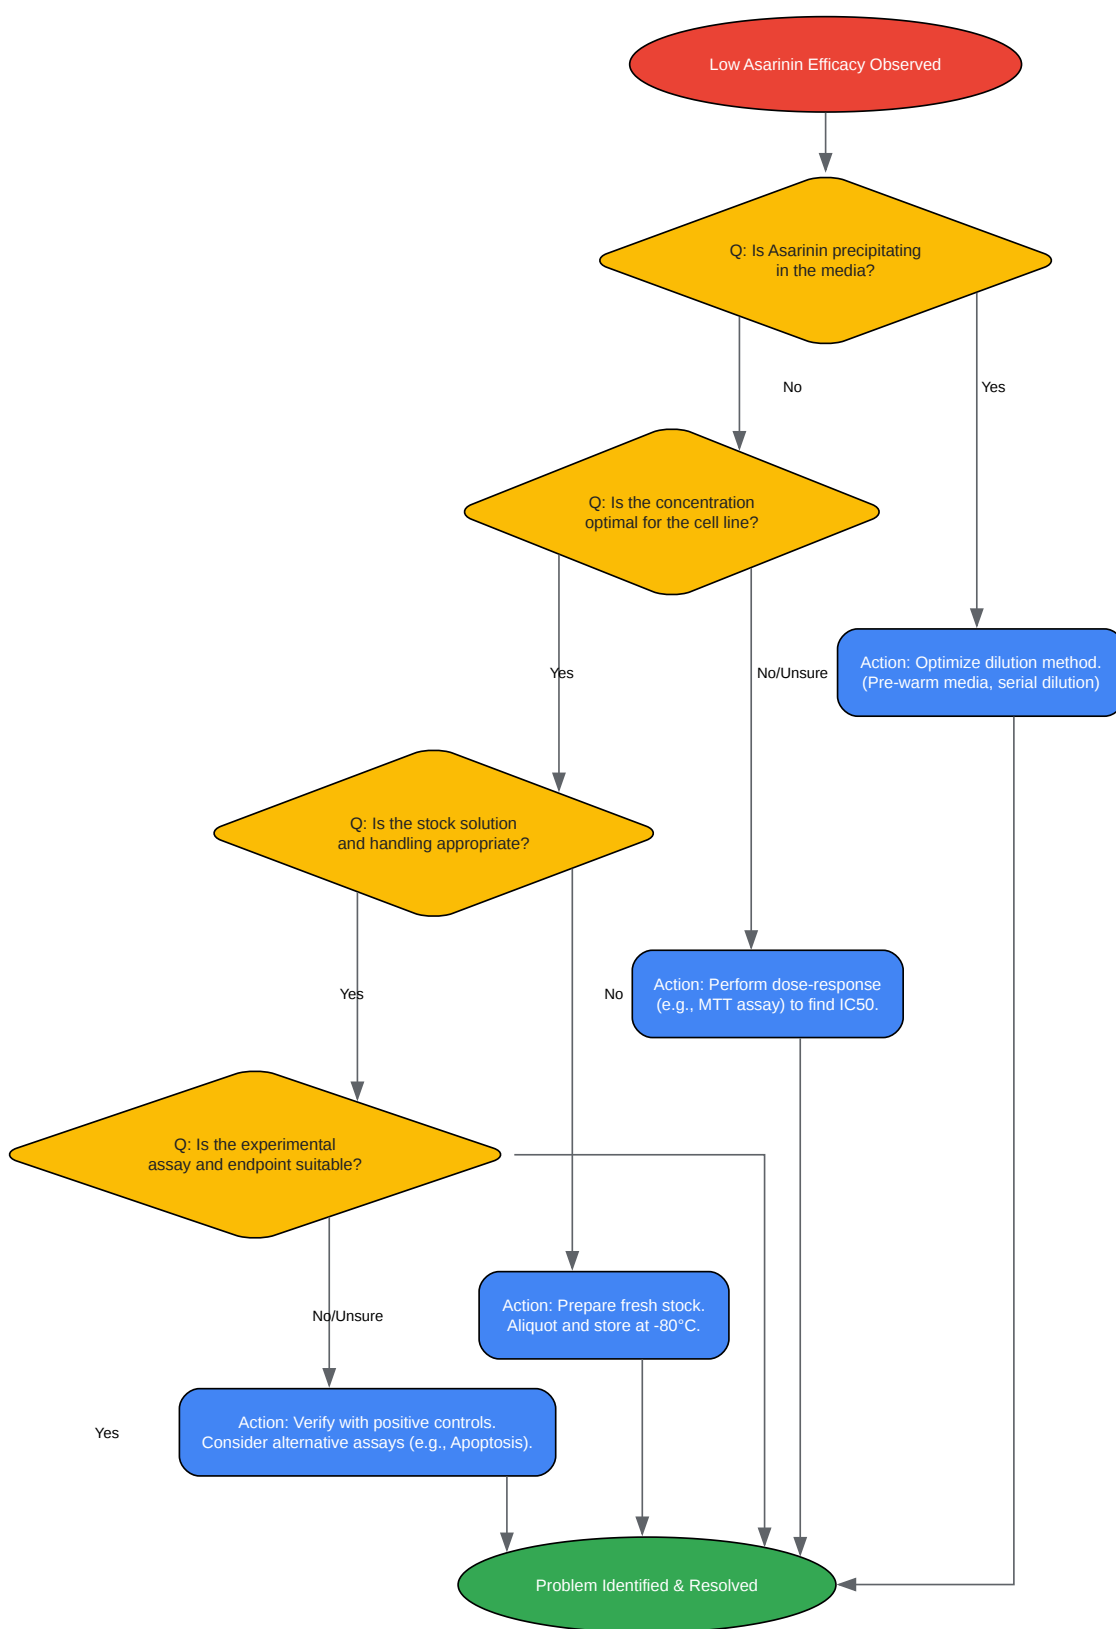 Low Asarinin Efficacy Observed
Q: Is Asarinin precipitating
in the media?
No
Yes
Q: Is the concentration
optimal for the cell line?
Yes
No/Unsure
Action: Optimize dilution method.
(Pre-warm media, serial dilution)
Q: Is the stock solution
and handling appropriate?
Yes
No
Action: Perform dose-response
(e.g., MTT assay) to find IC50.
Q: Is the experimental
assay and endpoint suitable?
No/Unsure
Action: Prepare fresh stock.
Aliquot and store at -80°C.
Yes
Action: Verify with positive controls.
Consider alternative assays (e.g., Apoptosis).
Problem Identified & Resolved